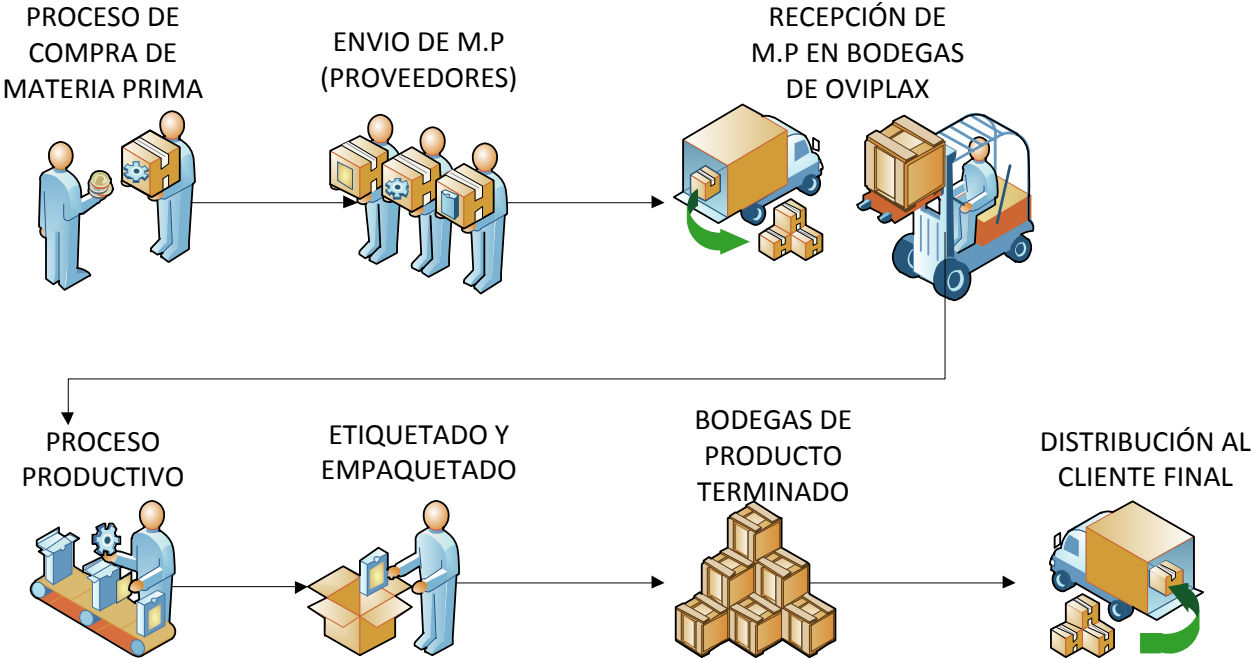 PROCESO DE
COMPRA DE
MATERIA PRIMA
ENVIO DE M.P
(PROVEEDORES)
RECEPCIÓN DE
M.P EN BODEGAS
DE OVIPLAX
PROCESO
PRODUCTIVO
ETIQUETADO Y
EMPAQUETADO
BODEGAS DE
PRODUCTO
TERMINADO
DISTRIBUCIÓN AL
CLIENTE FINAL